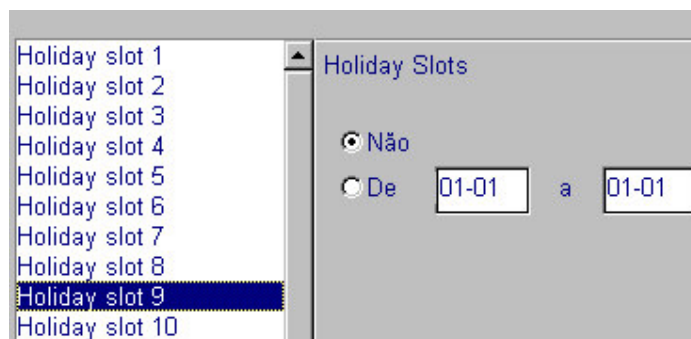 Holiday slot 1
Holiday slot 2
Holiday slot 3
Holiday slot 4
Holiday slot 5
Holiday slot 6
Holiday slot 7
Holiday slot 8
Holiday slot 9
Holiday slot 10
Holiday Slots
Não
De 01-01 a 01-01